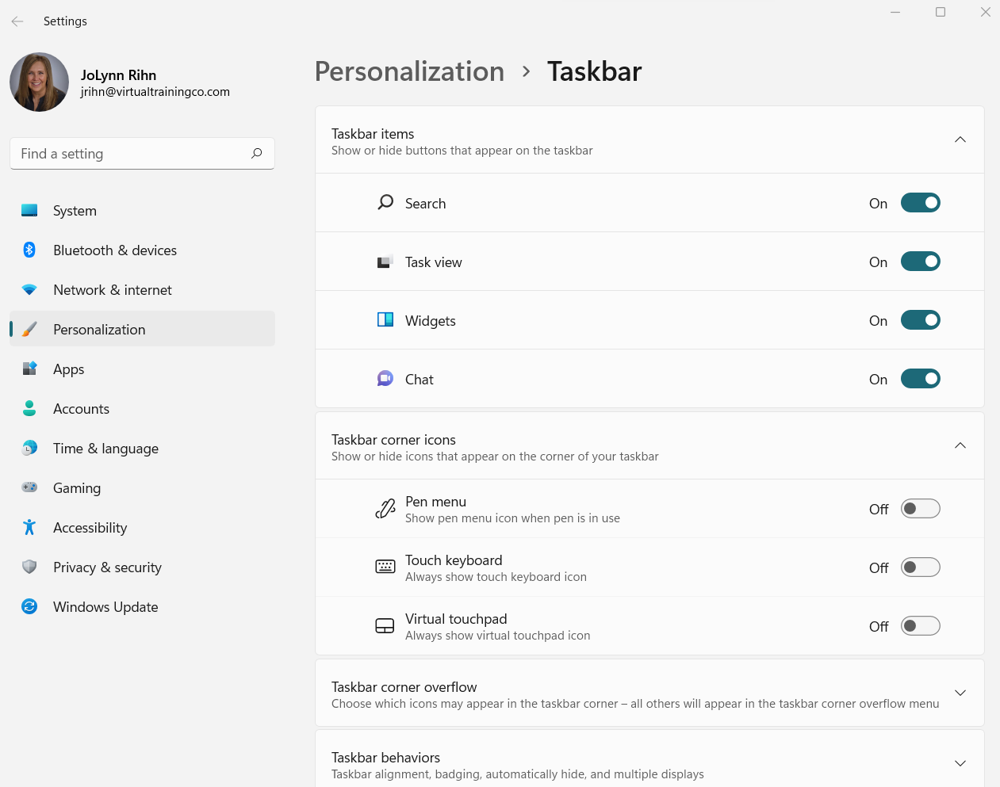 Settings
JoLynn Rihn
jrihn@virtualtrainingco.com
Find a setting
System
Bluetooth & devices
Network & internet
Personalization
Apps
Accounts
Time & language
Gaming
Accessibility
Privacy & security
Windows Update
Personalization > Taskbar
Taskbar items
Show or hide buttons that appear on the taskbar
Search On
Task view On
Widgets On
Chat On
Taskbar corner icons
Show or hide icons that appear on the corner of your taskbar
Pen menu
Show pen menu icon when pen is in use
Off
Touch keyboard
Always show touch keyboard icon
Off
Virtual touchpad
Always show virtual touchpad icon
Off
Taskbar corner overflow
Choose which icons may appear in the taskbar corner – all others will appear in the taskbar corner overflow menu
Taskbar behaviors
Taskbar alignment, badging, automatically hide, and multiple displays